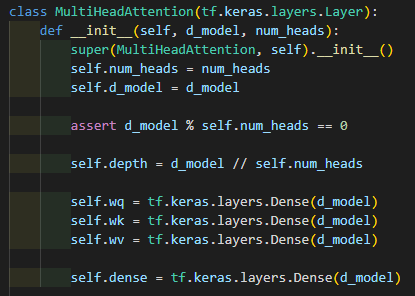 class MultiHeadAttention(tf.keras.layers.Layer):
    def __init__(self, d_model, num_heads):
        super(MultiHeadAttention, self).__init__()
        self.num_heads = num_heads
        self.d_model = d_model

        assert d_model % self.num_heads == 0

        self.depth = d_model // self.num_heads

        self.wq = tf.keras.layers.Dense(d_model)
        self.wk = tf.keras.layers.Dense(d_model)
        self.wv = tf.keras.layers.Dense(d_model)

        self.dense = tf.keras.layers.Dense(d_model)